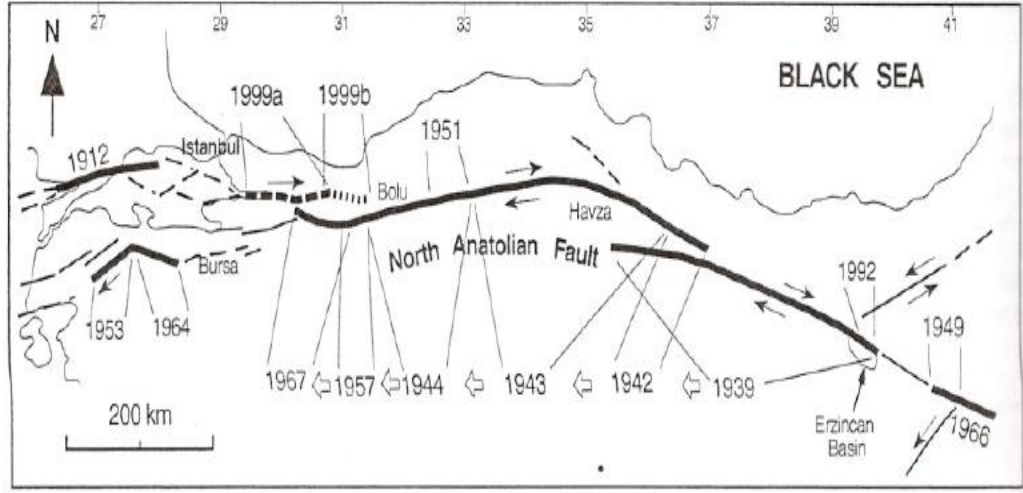 27 29 31 33 35 37 39 41
N
BLACK SEA
1999a 1999b
1951
1912
Istanbul
Bolu
Havza
North Anatolian Fault
Bursa
1992
1953 1964
1949
1967 1957 1944 1943 1942 1939
200 km
Erzincan
Basin
1966